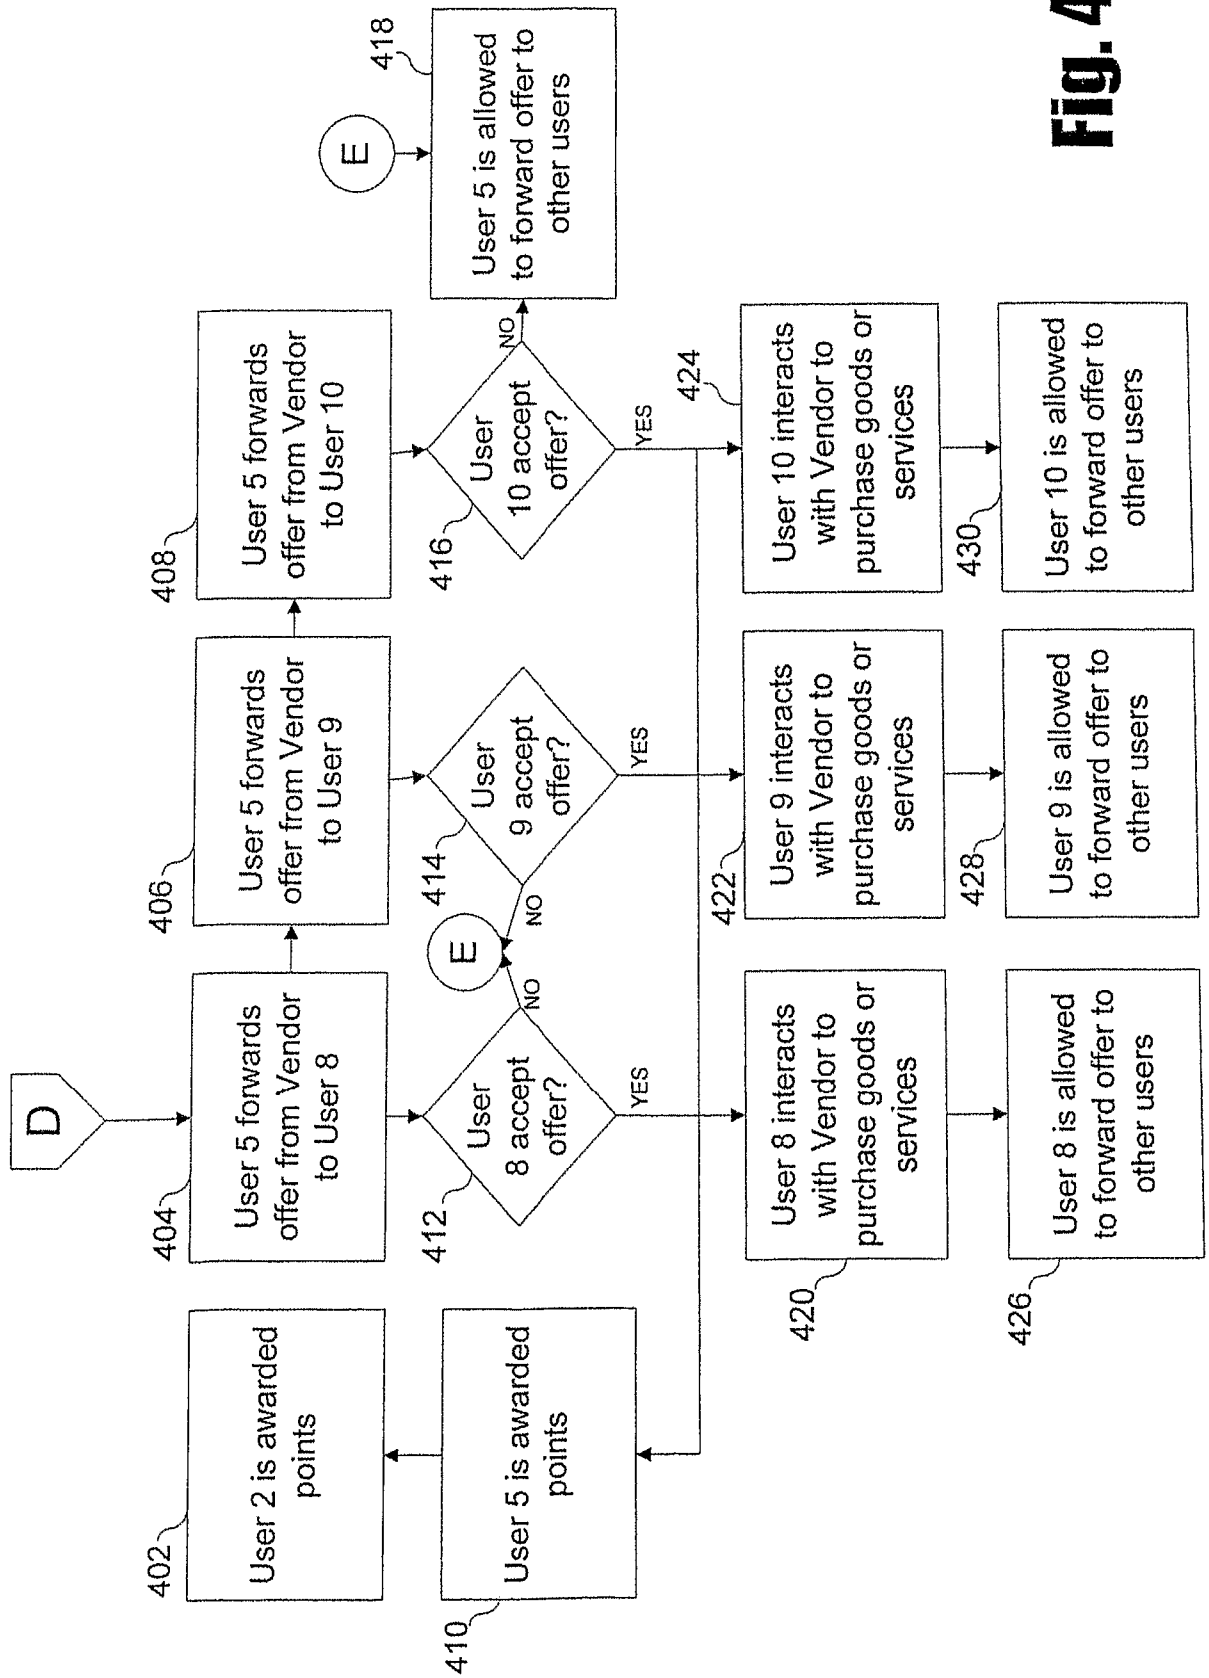 D
404
User 5 forwards
offer from Vendor
to User 8
406
User 5 forwards
offer from Vendor
to User 9
408
User 5 forwards
offer from Vendor
to User 10
402
User 2 is awarded
points
410
User 5 is awarded
points
412
User
8 accept
offer?
NO
YES
E
414
User
9 accept
offer?
NO
YES
416
User
10 accept
offer?
NO
YES
E
418
User 5 is allowed
to forward offer to
other users
420
User 8 interacts
with Vendor to
purchase goods or
services
422
User 9 interacts
with Vendor to
purchase goods or
services
424
User 10 interacts
with Vendor to
purchase goods or
services
426
User 8 is allowed
to forward offer to
other users
428
User 9 is allowed
to forward offer to
other users
430
User 10 is allowed
to forward offer to
other users
Fig. 4